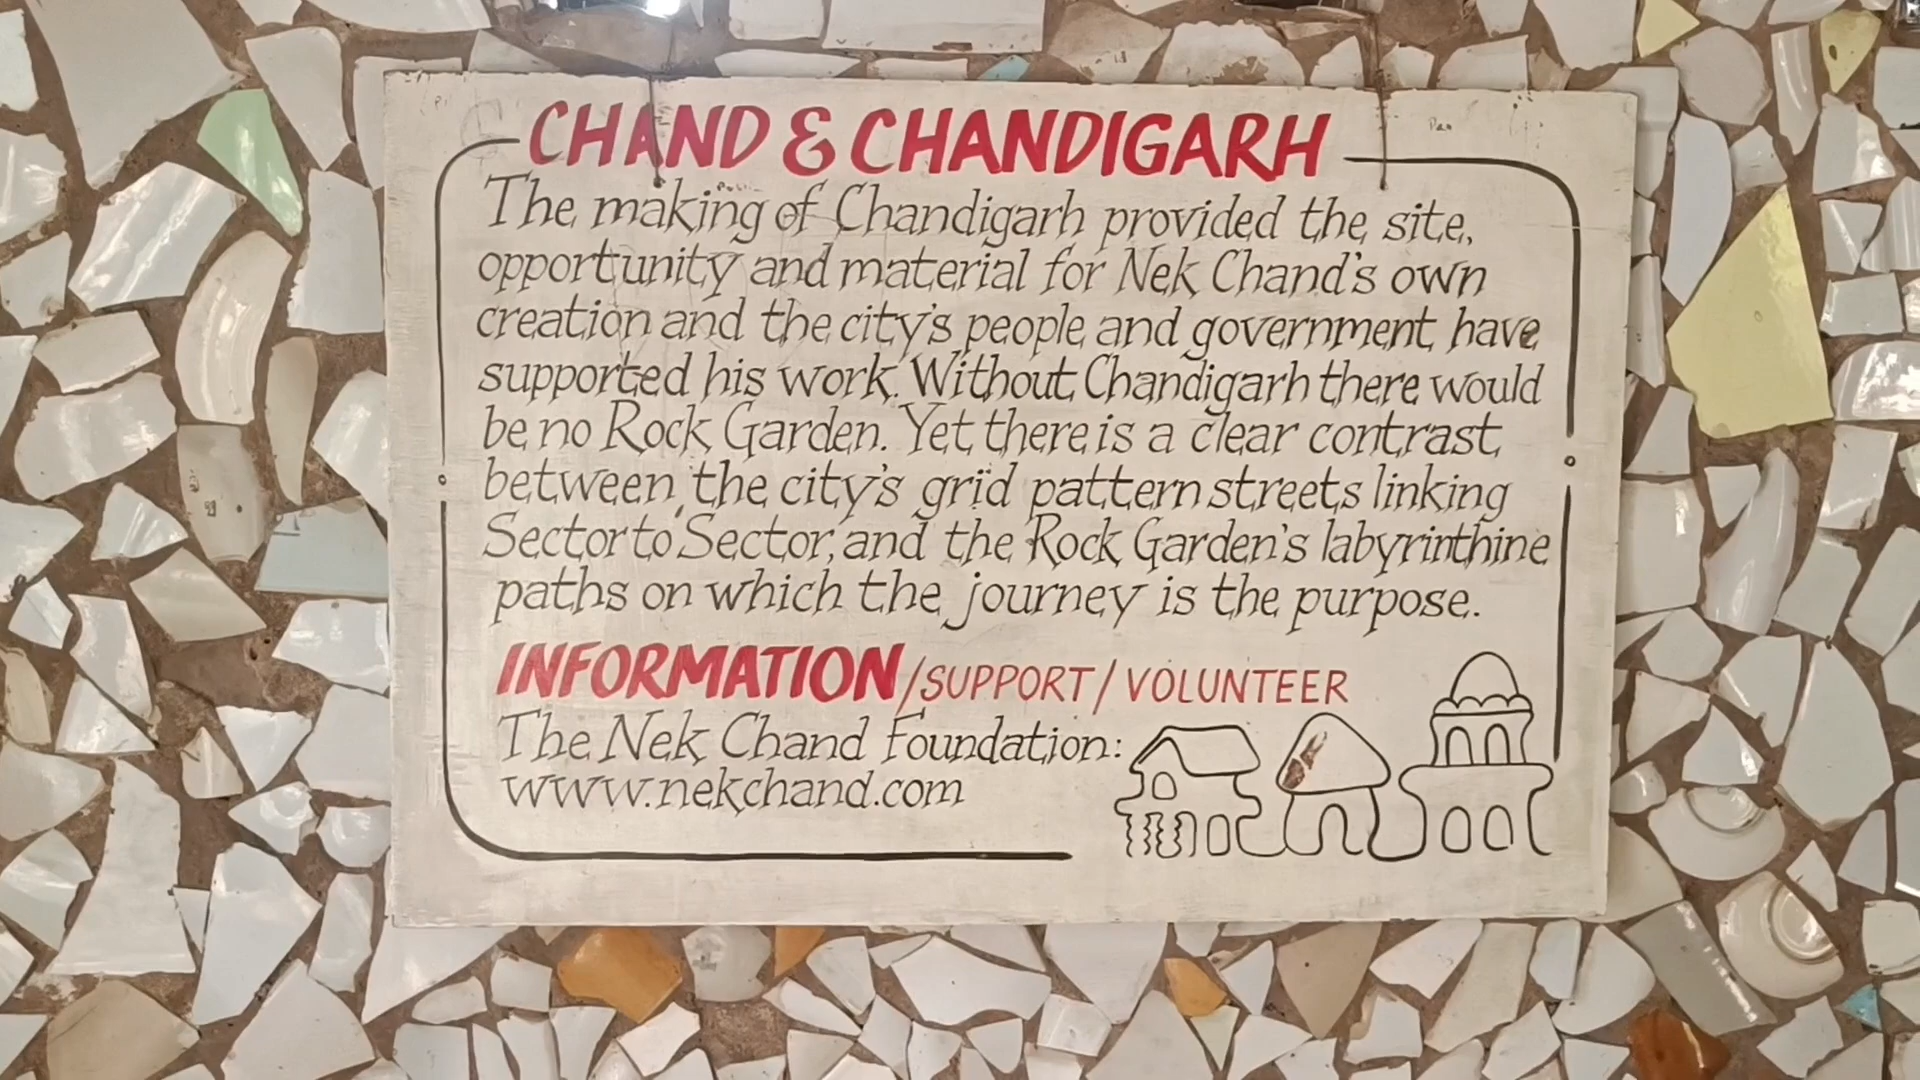 CHAND & CHANDIGARH
The making of Chandigarh provided the site,
opportunity and material for Nek Chand's own
creation and the city's people and government have
supported his work. Without Chandigarh there would
be no Rock Garden. Yet there is a clear contrast
between the city's grid pattern streets linking
Sector to Sector, and the Rock Garden's labyrinthine
paths on which the journey is the purpose.
INFORMATION/SUPPORT/VOLUNTEER
The Nek Chand Foundation:
www.nekchand.com